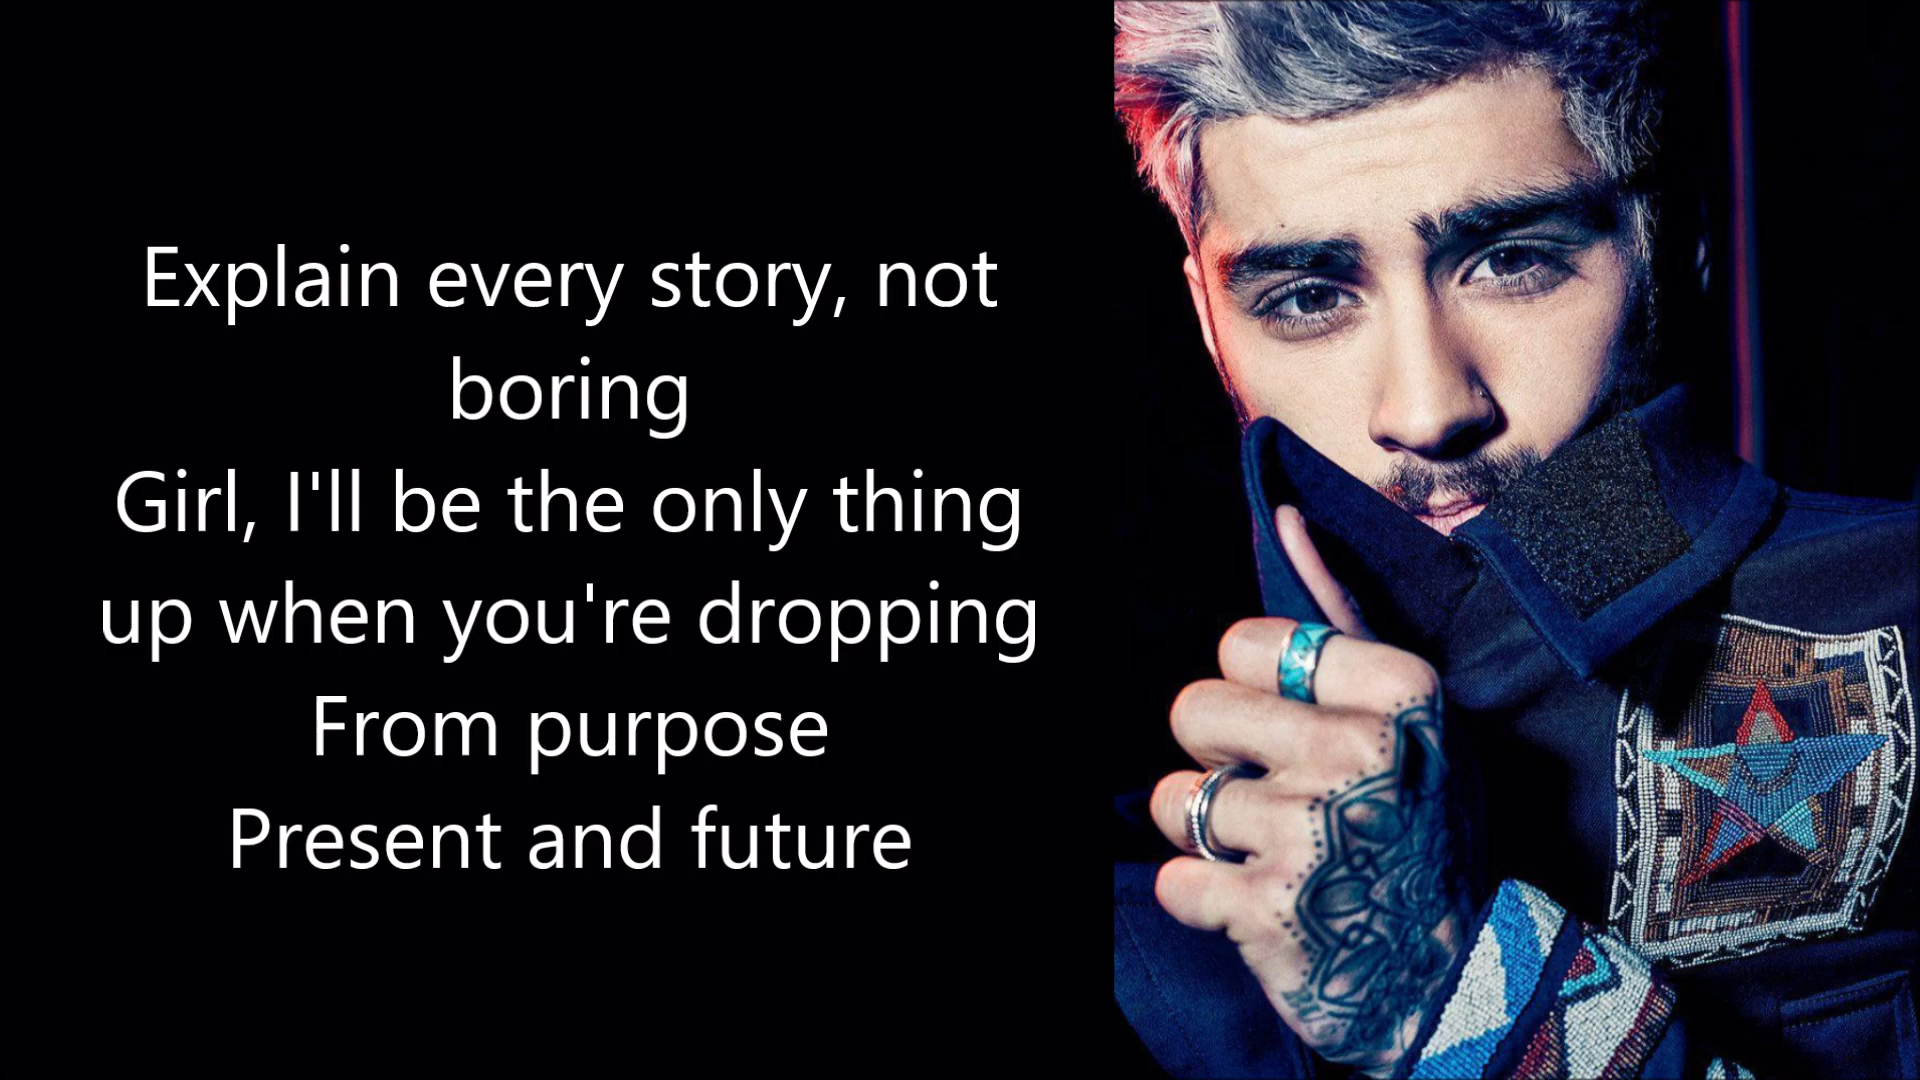 Explain every story, not
boring
Girl, I'll be the only thing
up when you're dropping
From purpose
Present and future